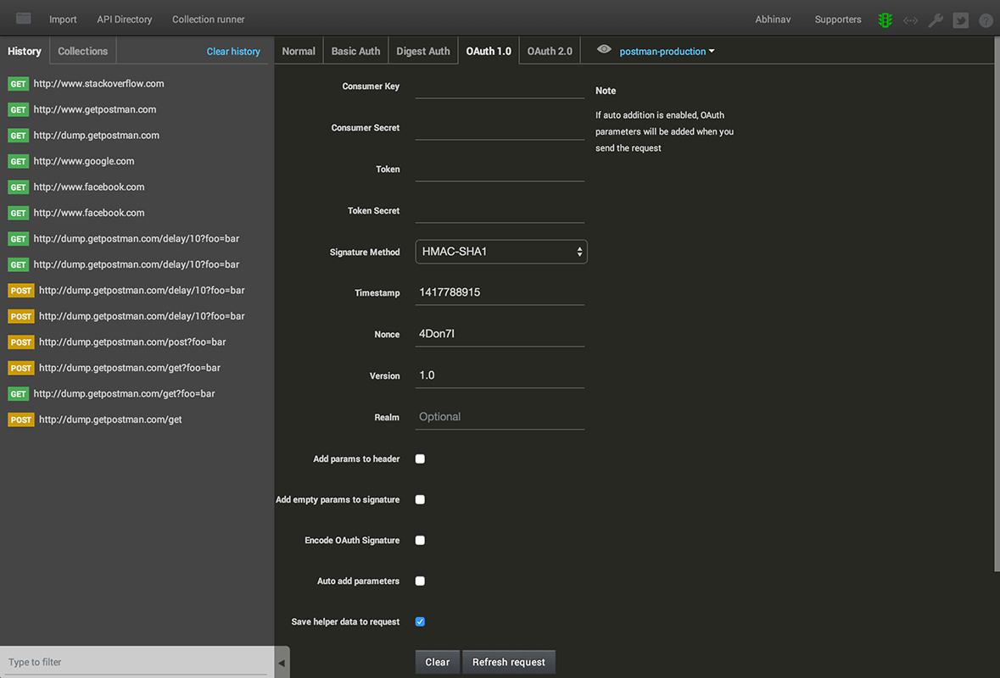 Import API Directory Collection runner Abhinav Supporters
History Collections Clear history
GET http://www.stackoverflow.com
GET http://www.getpostman.com
GET http://dump.getpostman.com
GET http://www.google.com
GET http://www.facebook.com
GET http://www.facebook.com
GET http://dump.getpostman.com/delay/10?foo=bar
GET http://dump.getpostman.com/delay/10?foo=bar
POST http://dump.getpostman.com/delay/10?foo=bar
POST http://dump.getpostman.com/delay/10?foo=bar
POST http://dump.getpostman.com/post?foo=bar
POST http://dump.getpostman.com/get?foo=bar
GET http://dump.getpostman.com/get?foo=bar
POST http://dump.getpostman.com/get
Type to filter
Normal Basic Auth Digest Auth OAuth 1.0 OAuth 2.0 postman-production
Consumer Key
Consumer Secret
Token
Token Secret
Signature Method HMAC-SHA1
Timestamp 1417788915
Nonce 4Don7I
Version 1.0
Realm Optional
Add params to header
Add empty params to signature
Encode OAuth Signature
Auto add parameters
Save helper data to request
Clear Refresh request
Note
If auto addition is enabled, OAuth
parameters will be added when you
send the request